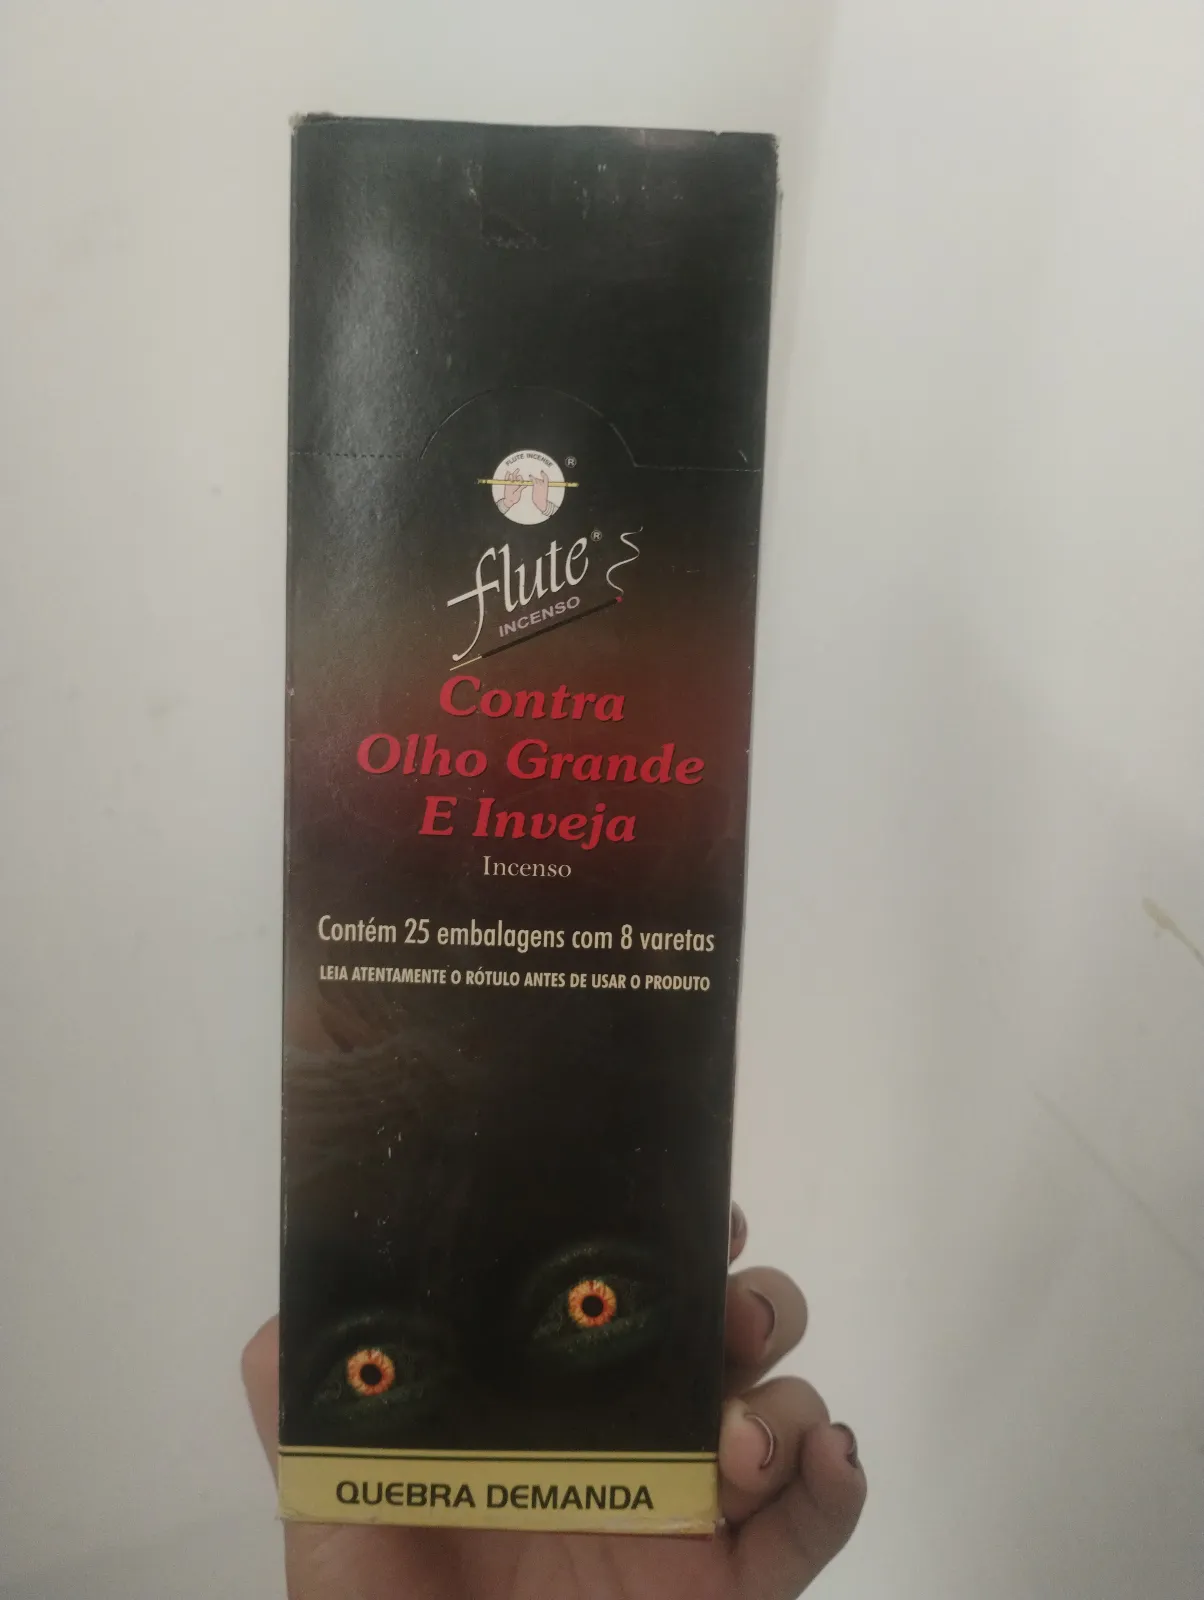 FLUTE INCENSE
®
flute®
INCENSO
Contra
Olho Grande
E Inveja
Incenso
Contém 25 embalagens com 8 varetas
LEIA ATENTAMENTE O RÓTULO ANTES DE USAR O PRODUTO
QUEBRA DEMANDA